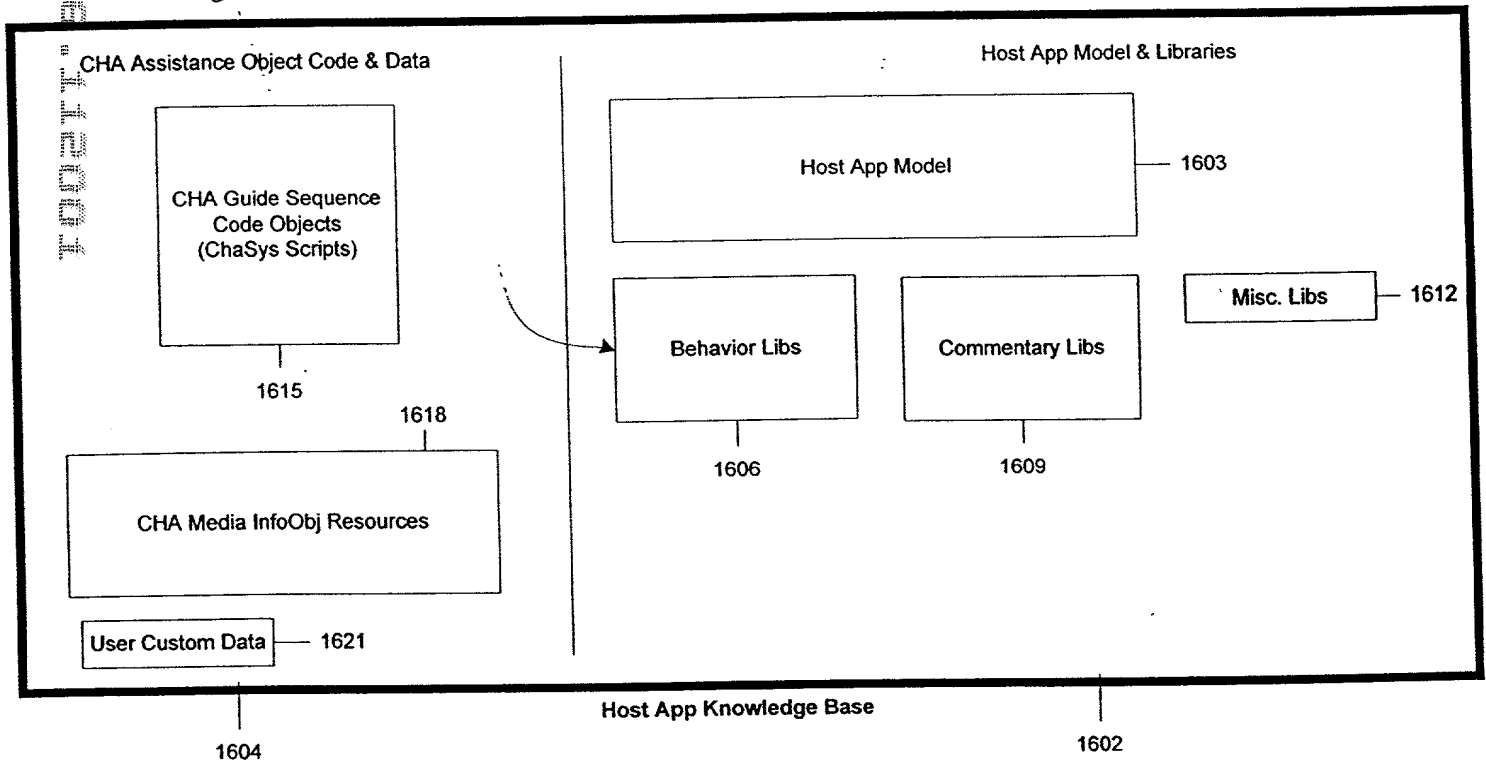 CHA Assistance Object Code & Data
Host App Model & Libraries
CHA Guide Sequence
Code Objects
(ChaSys Scripts)
1615
Host App Model
1603
Behavior Libs
1606
Commentary Libs
1609
Misc. Libs
1612
1618
CHA Media InfoObj Resources
User Custom Data
1621
Host App Knowledge Base
1604
1602